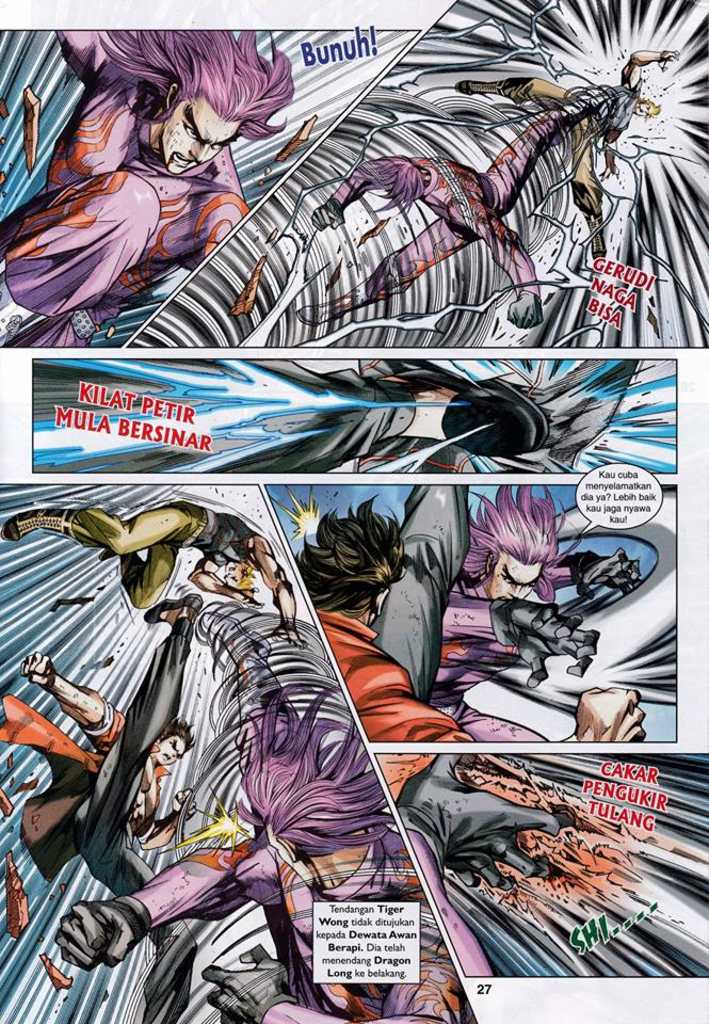 Bunuh!
GERUDI
NAGA
BISA
KILAT PETIR
MULA BERSINAR
Kau cuba
menyelamatkan
dia ya? Lebih baik
kau jaga nyawa
kau!
Tendangan Tiger
Wong tidak ditujukan
kepada Dewata Awan
Berapi. Dia telah
menendang Dragon
Long ke belakang.
CAKAR
PENGUKIR
TULANG
SHI.....
27